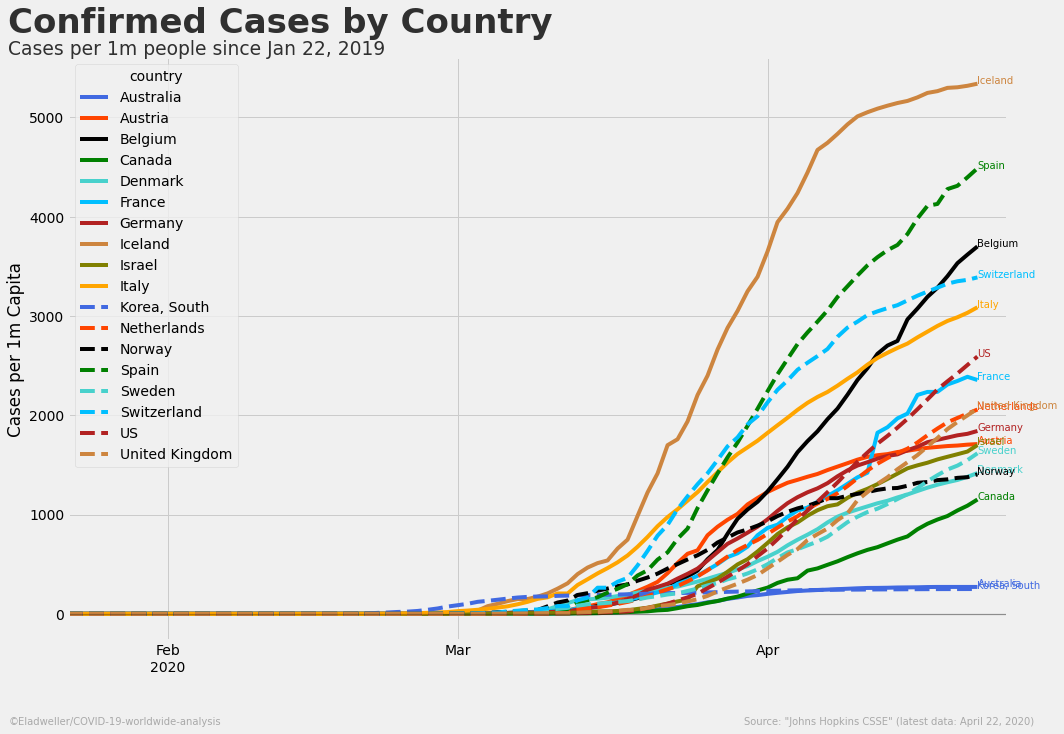 Confirmed Cases by Country
Cases per 1m people since Jan 22, 2019
country
Australia
Austria
Belgium
Canada
Denmark
France
Germany
Iceland
Israel
Italy
Korea, South
Netherlands
Norway
Spain
Sweden
Switzerland
US
United Kingdom
Cases per 1m Capita
5000
4000
3000
2000
1000
0
Iceland
Spain
Belgium
Switzerland
Italy
US
France
United Kingdom
Netherlands
Germany
Austria
Israel
Sweden
Denmark
Norway
Canada
Australia
Korea, South
Feb
2020
Mar
Apr
©Eladweller/COVID-19-worldwide-analysis
Source: "Johns Hopkins CSSE" (latest data: April 22, 2020)